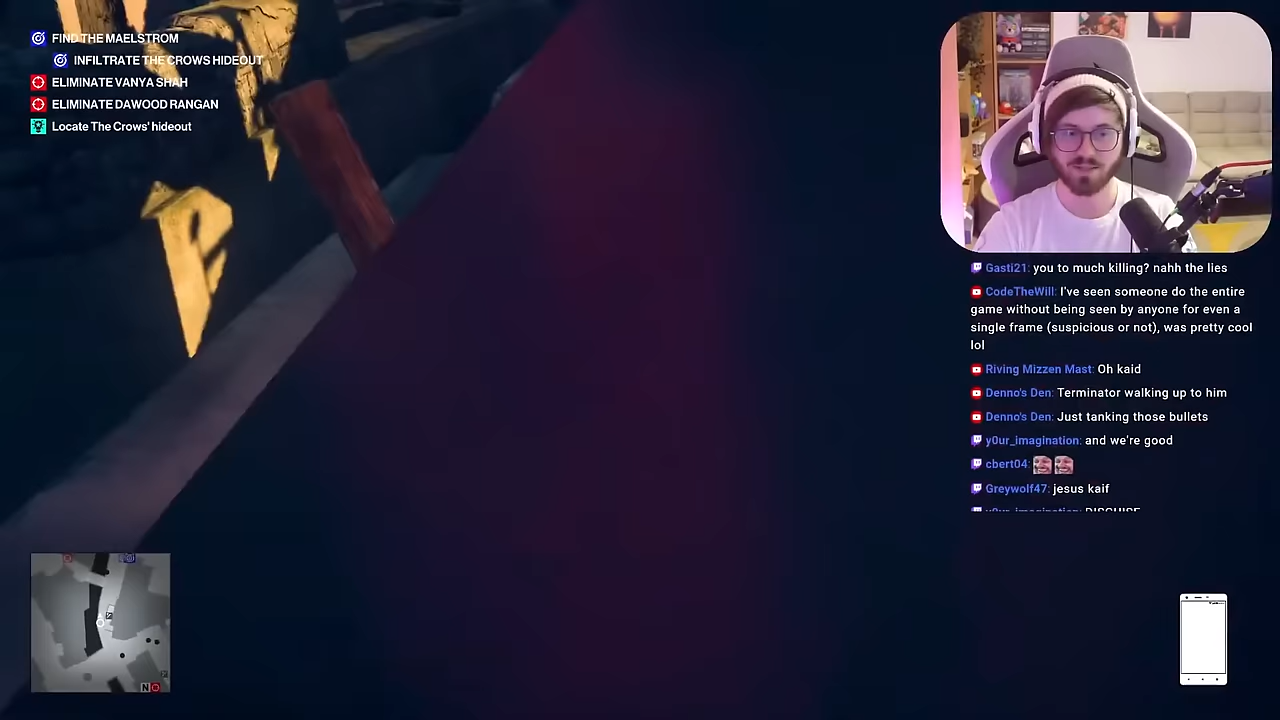 FIND THE MAELSTROM
INFILTRATE THE CROWS HIDEOUT
ELIMINATE VANYA SHAH
ELIMINATE DAWOOD RANGAN
Locate The Crows' hideout
Gasti21: you to much killing? nahh the lies
CodeTheWill: I've seen someone do the entire
game without being seen by anyone for even a
single frame (suspicious or not), was pretty cool
lol
Riving Mizzen Mast: Oh kaid
Denno's Den: Terminator walking up to him
Denno's Den: Just tanking those bullets
y0ur_imagination: and we're good
cbert04:
Greywolf47: jesus kaif
y0ur_imagination: DISGUISE
N